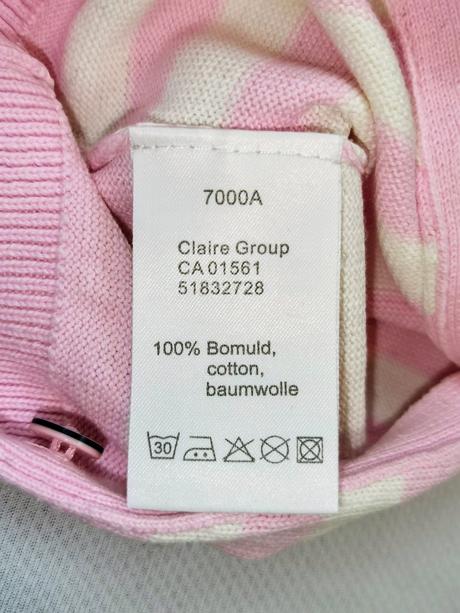 7000A
Claire Group
CA 01561
51832728
100% Bomuld,
cotton,
baumwolle
30